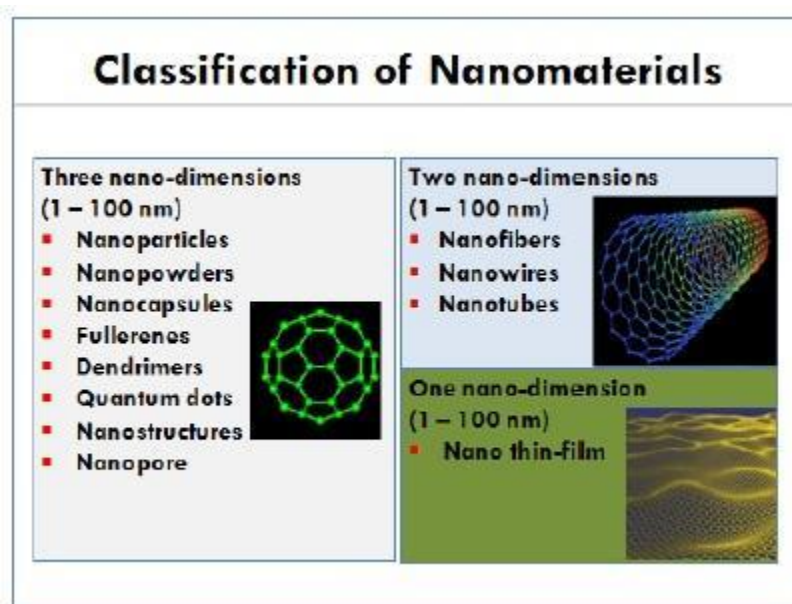 Classification of Nanomaterials
Three nano-dimensions
(1 – 100 nm)
▪ Nanoparticles
▪ Nanopowders
▪ Nanocapsules
▪ Fullerenes
▪ Dendrimers
▪ Quantum dots
▪ Nanostructures
▪ Nanopore
Two nano-dimensions
(1 – 100 nm)
▪ Nanofibers
▪ Nanowires
▪ Nanotubes
One nano-dimension
(1 – 100 nm)
▪ Nano thin-film